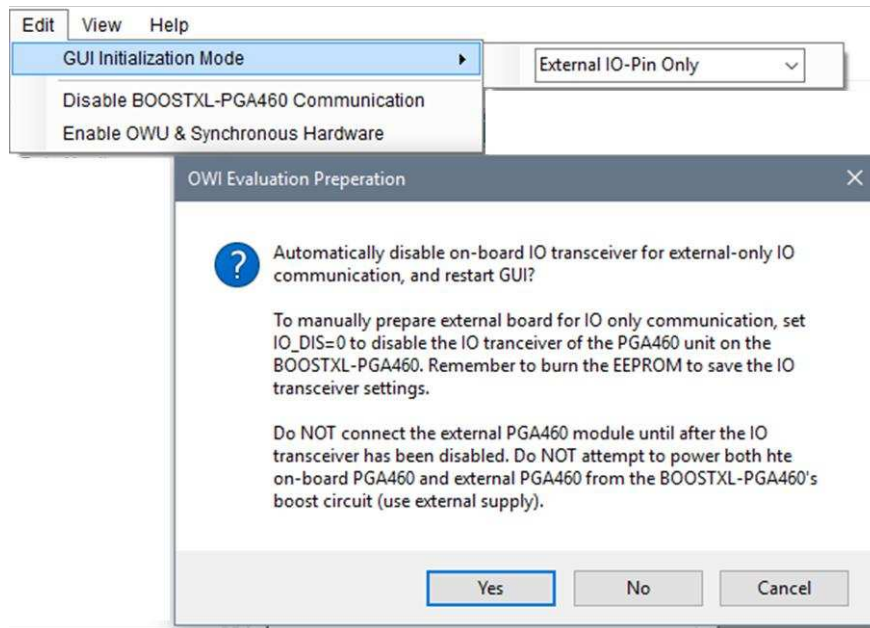 Edit View Help
GUI Initialization Mode
External IO-Pin Only
Disable BOOSTXL-PGA460 Communication
Enable OWU & Synchronous Hardware
OWI Evaluation Preperation
Automatically disable on-board IO transceiver for external-only IO
communication, and restart GUI?
To manually prepare external board for IO only communication, set
IO_DIS=0 to disable the IO tranceiver of the PGA460 unit on the
BOOSTXL-PGA460. Remember to burn the EEPROM to save the IO
transceiver settings.
Do NOT connect the external PGA460 module until after the IO
transceiver has been disabled. Do NOT attempt to power both hte
on-board PGA460 and external PGA460 from the BOOSTXL-PGA460's
boost circuit (use external supply).
Yes No Cancel